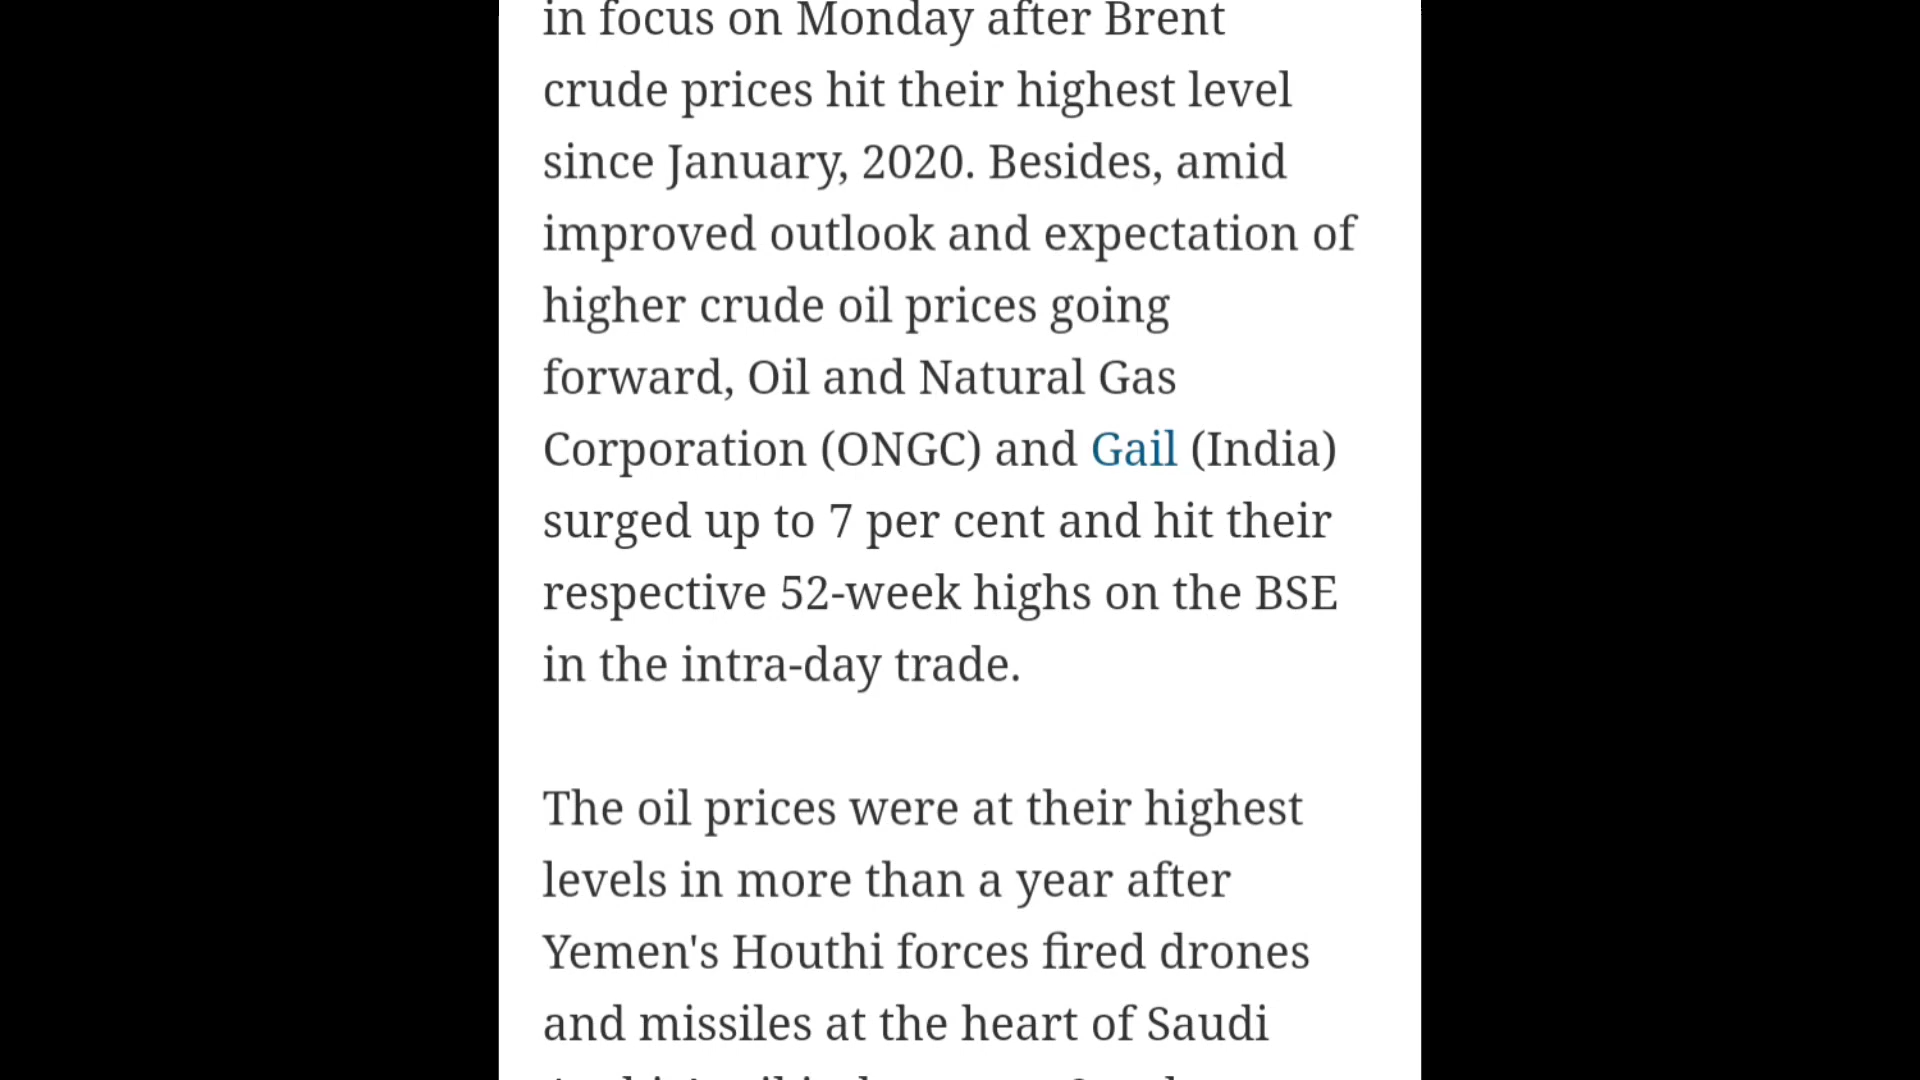 in focus on Monday after Brent
crude prices hit their highest level
since January, 2020. Besides, amid
improved outlook and expectation of
higher crude oil prices going
forward, Oil and Natural Gas
Corporation (ONGC) and Gail (India)
surged up to 7 per cent and hit their
respective 52-week highs on the BSE
in the intra-day trade.
The oil prices were at their highest
levels in more than a year after
Yemen's Houthi forces fired drones
and missiles at the heart of Saudi